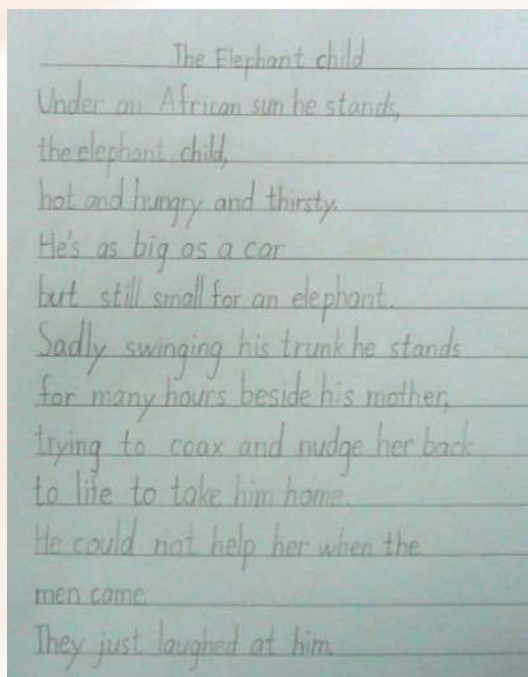 The Elephant child
Under an African sun he stands,
the elephant child,
hot and hungry and thirsty.
He's as big as a car
but still small for an elephant.
Sadly swinging his trunk he stands
for many hours beside his mother,
trying to coax and nudge her back
to life to take him home.
He could not help her when the
men came
They just laughed at him.